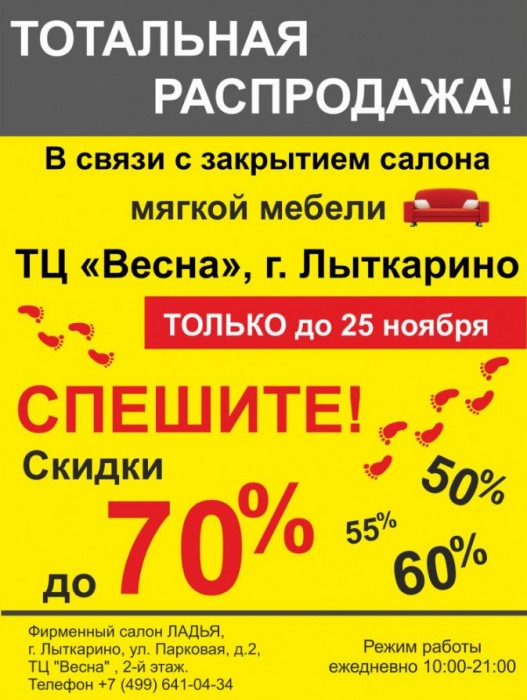 ТОТАЛЬНАЯ
РАСПРОДАЖА!
В связи с закрытием салона
мягкой мебели
ТЦ «Весна», г. Лыткарино
ТОЛЬКО до 25 ноября
СПЕШИТЕ!
Скидки
до 70%
50%
55%
60%
Фирменный салон ЛАДЬЯ,
г. Лыткарино, ул. Парковая, д.2,
ТЦ "Весна" , 2-й этаж.
Телефон +7 (499) 641-04-34
Режим работы
ежедневно 10:00-21:00